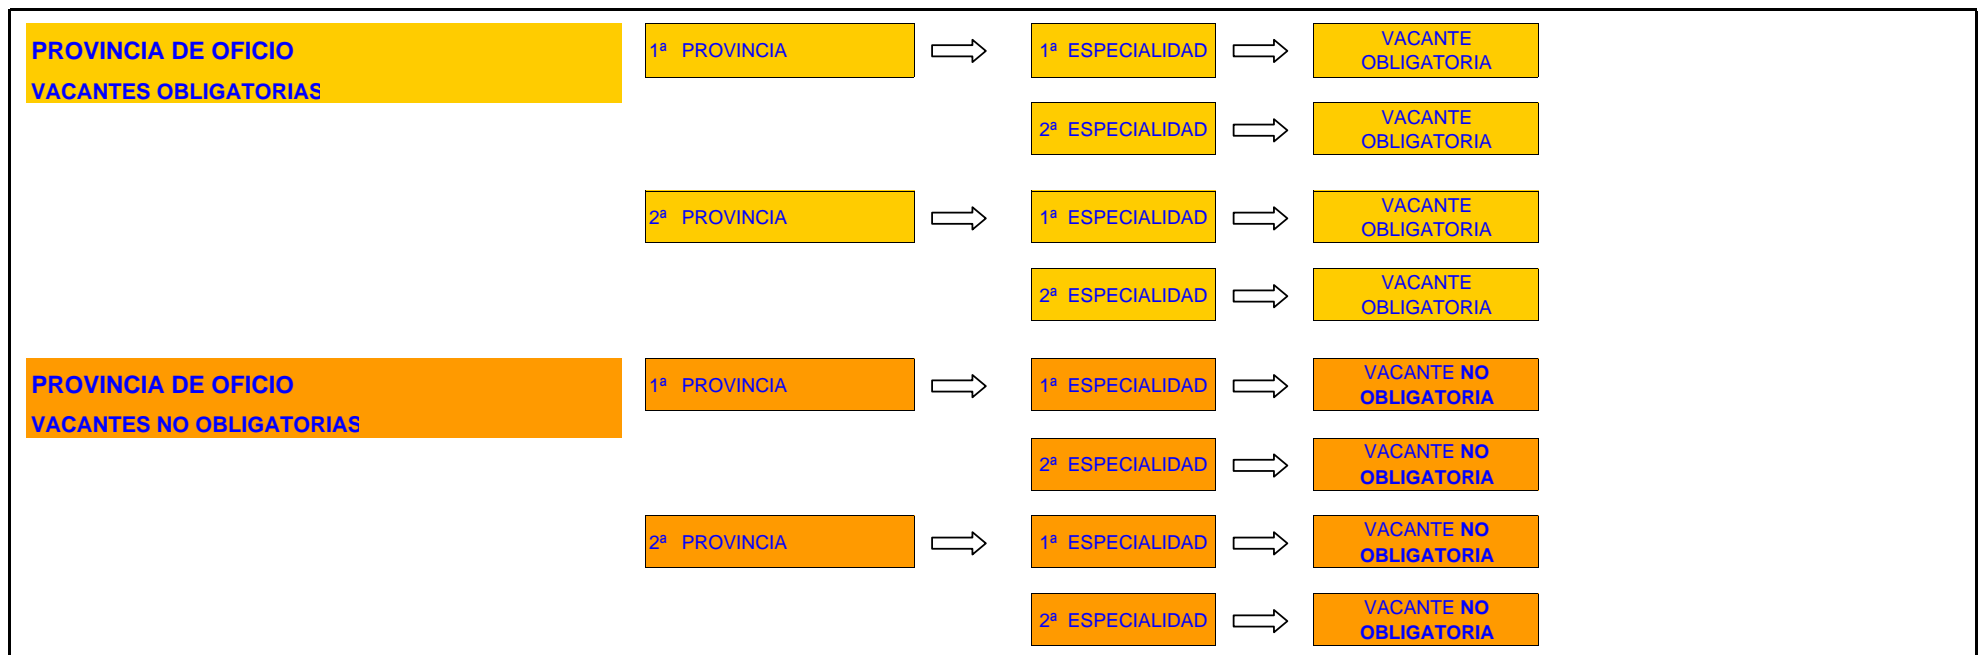 PROVINCIA DE OFICIO
VACANTES OBLIGATORIAS
1ª PROVINCIA
1ª ESPECIALIDAD
VACANTE
OBLIGATORIA
2ª ESPECIALIDAD
VACANTE
OBLIGATORIA
2ª PROVINCIA
1ª ESPECIALIDAD
VACANTE
OBLIGATORIA
2ª ESPECIALIDAD
VACANTE
OBLIGATORIA
PROVINCIA DE OFICIO
VACANTES NO OBLIGATORIAS
1ª PROVINCIA
1ª ESPECIALIDAD
VACANTE NO
OBLIGATORIA
2ª ESPECIALIDAD
VACANTE NO
OBLIGATORIA
2ª PROVINCIA
1ª ESPECIALIDAD
VACANTE NO
OBLIGATORIA
2ª ESPECIALIDAD
VACANTE NO
OBLIGATORIA